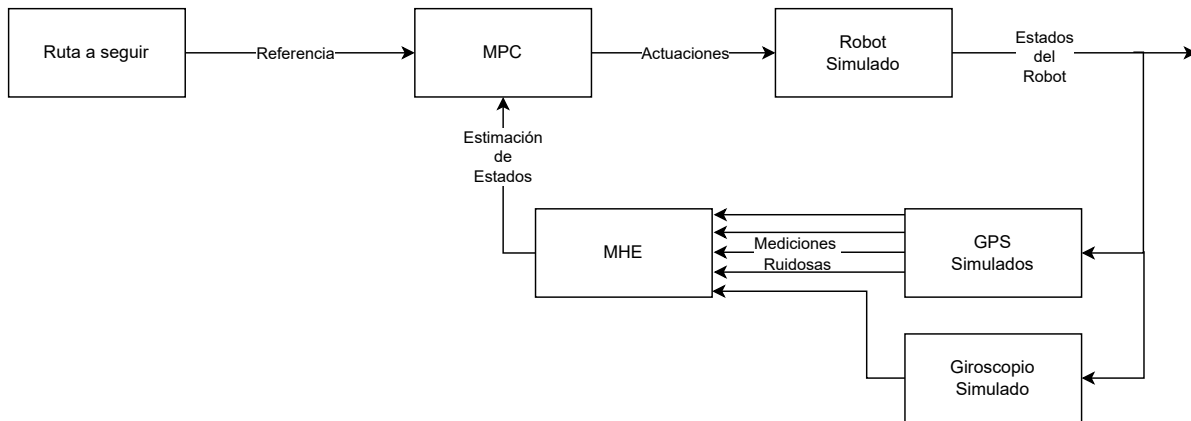 Ruta a seguir
Referencia
MPC
Actuaciones
Robot
Simulado
Estados
del
Robot
Estimación
de
Estados
MHE
Mediciones
Ruidosas
GPS
Simulados
Giroscopio
Simulado